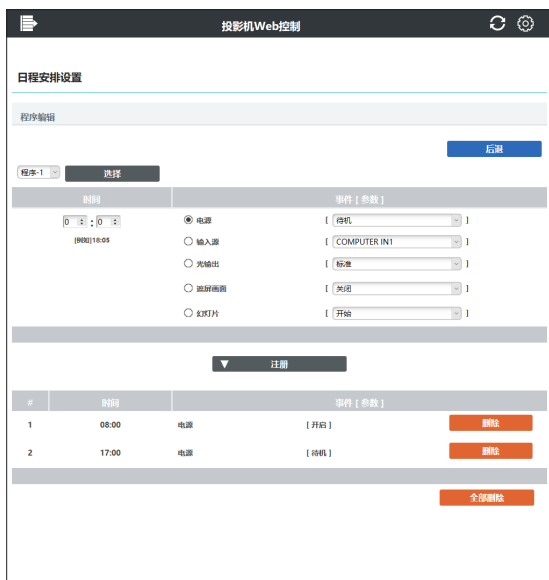 投影机Web控制
日程安排设置
程序编辑
后退
程序-1 选择
时间 事件 [ 参数 ]
0 : 0 电源 [ 待机 ]
[例如]18:05 输入源 [ COMPUTER IN1 ]
光输出 [ 标准 ]
遮屏画面 [ 关闭 ]
幻灯片 [ 开始 ]
▼ 注册
# 时间 事件 [ 参数 ]
1 08:00 电源 [ 开启 ] 删除
2 17:00 电源 [ 待机 ] 删除
全部删除